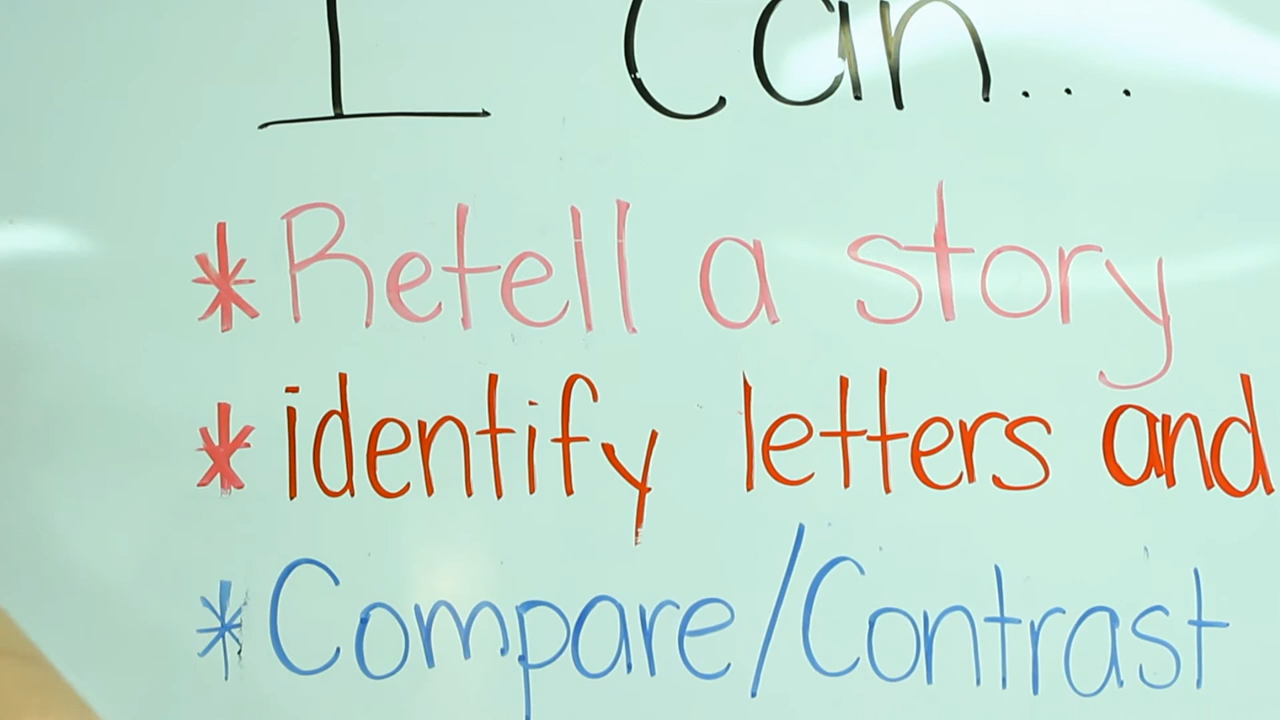 I Can...
* Retell a story
* identify letters and
* Compare/Contrast